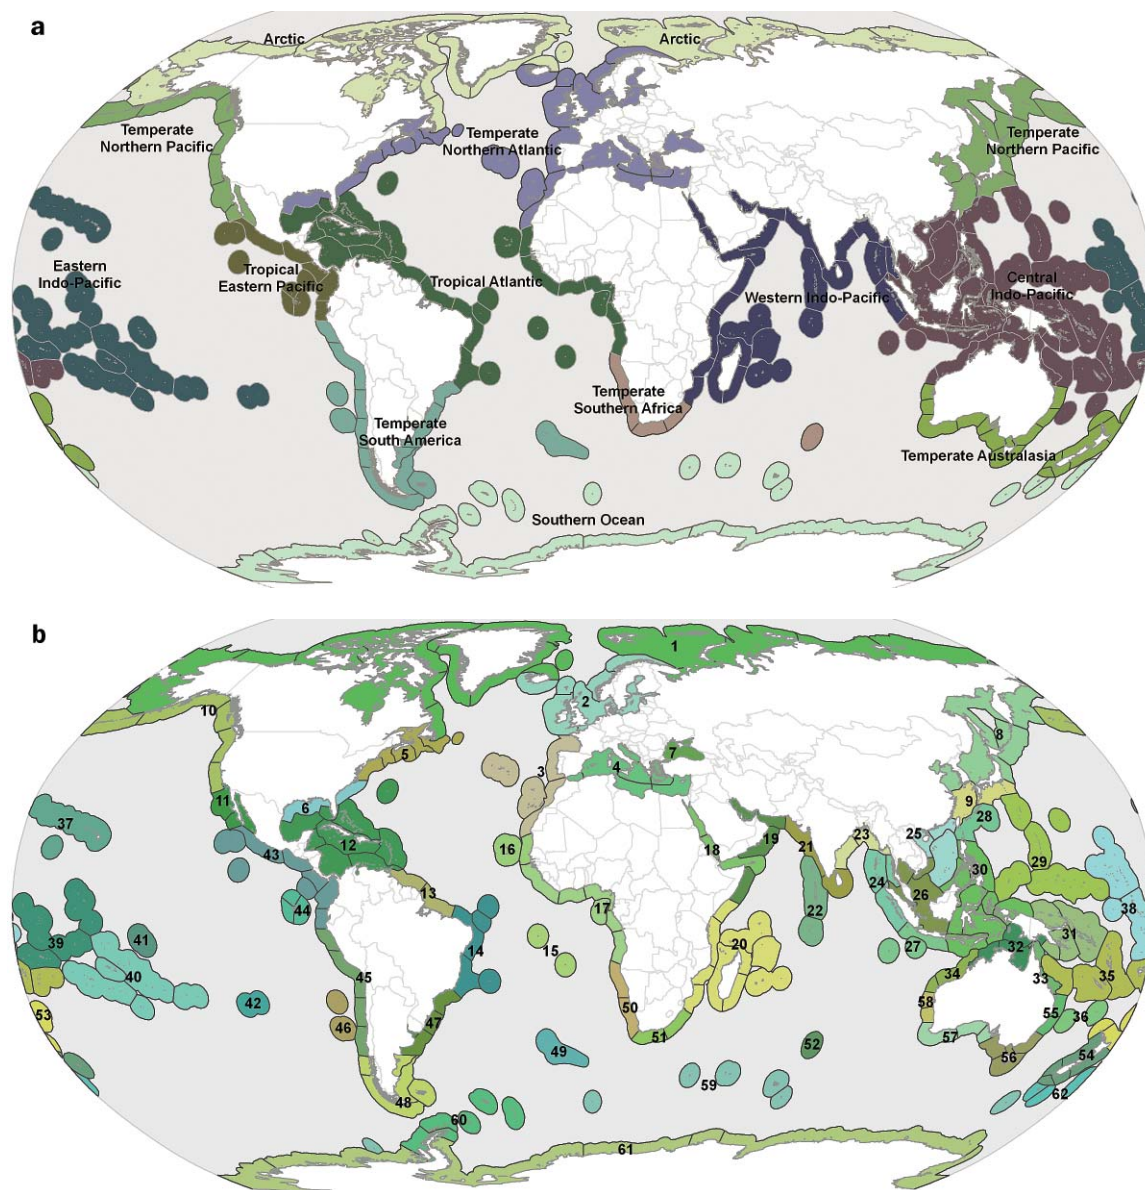 a
Arctic
Arctic
Temperate
Northern Pacific
Temperate
Northern Atlantic
Temperate
Northern Pacific
Eastern
Indo-Pacific
Tropical
Eastern Pacific
Tropical Atlantic
Western Indo-Pacific
Central
Indo-Pacific
Temperate
South America
Temperate
Southern Africa
Temperate Australasia
Southern Ocean
b
1
2
3
4
5
6
7
8
9
10
11
12
13
14
15
16
17
18
19
20
21
22
23
24
25
26
27
28
29
30
31
32
33
34
35
36
37
38
39
40
41
42
43
44
45
46
47
48
49
50
51
52
53
54
55
56
57
58
59
60
61
62